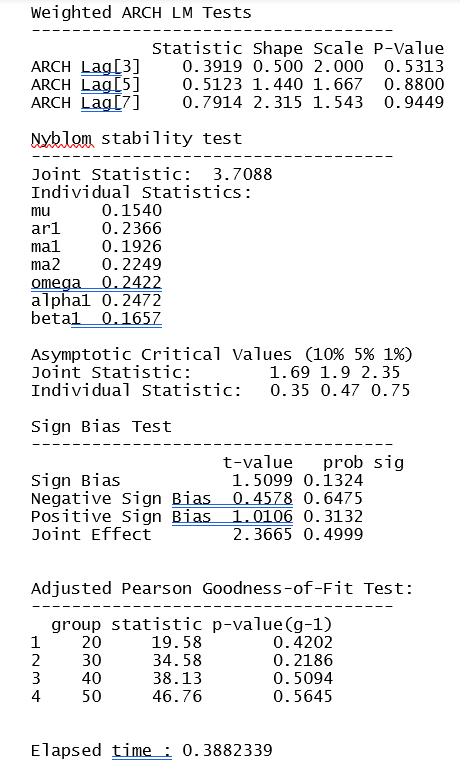 Weighted ARCH LM Tests
------------------------------------
Statistic Shape Scale P-Value
ARCH Lag[3] 0.3919 0.500 2.000 0.5313
ARCH Lag[5] 0.5123 1.440 1.667 0.8800
ARCH Lag[7] 0.7914 2.315 1.543 0.9449
Nyblom stability test
------------------------------------
Joint Statistic: 3.7088
Individual Statistics:
mu 0.1540
ar1 0.2366
ma1 0.1926
ma2 0.2249
omega 0.2422
alpha1 0.2472
beta1 0.1657
Asymptotic Critical Values (10% 5% 1%)
Joint Statistic: 1.69 1.9 2.35
Individual Statistic: 0.35 0.47 0.75
Sign Bias Test
------------------------------------
t-value prob sig
Sign Bias 1.5099 0.1324
Negative Sign Bias 0.4578 0.6475
Positive Sign Bias 1.0106 0.3132
Joint Effect 2.3665 0.4999
Adjusted Pearson Goodness-of-Fit Test:
------------------------------------
group statistic p-value(g-1)
1 20 19.58 0.4202
2 30 34.58 0.2186
3 40 38.13 0.5094
4 50 46.76 0.5645
Elapsed time : 0.3882339